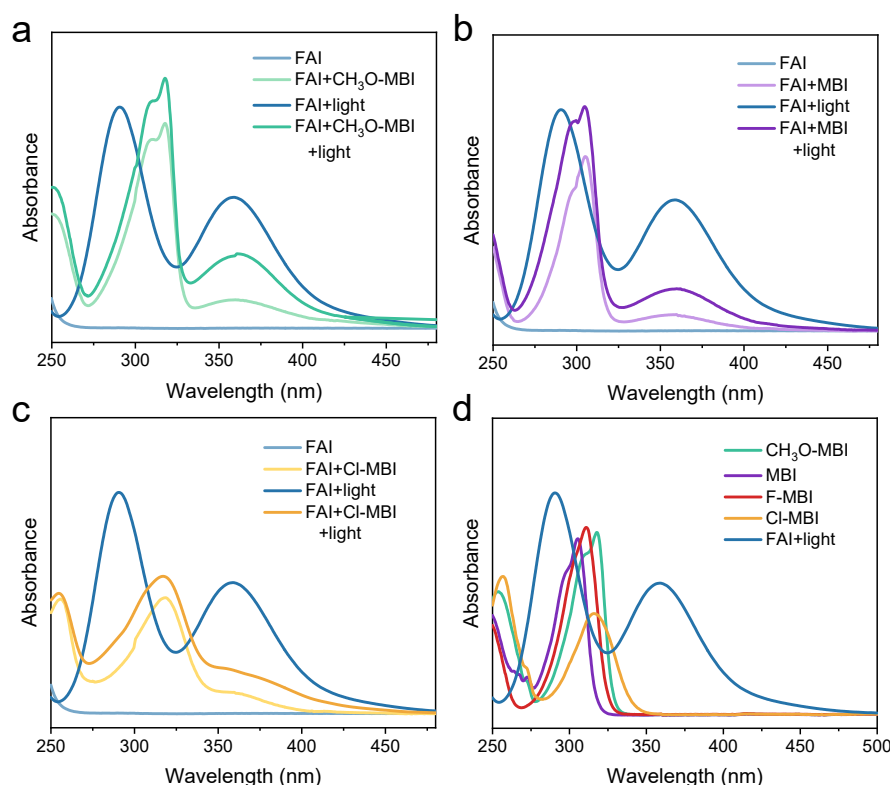 a
FAI
FAI+CH₃O-MBI
FAI+light
FAI+CH₃O-MBI
+light
Absorbance
250 300 350 400 450
Wavelength (nm)
b
FAI
FAI+MBI
FAI+light
FAI+MBI
+light
Absorbance
250 300 350 400 450
Wavelength (nm)
c
FAI
FAI+Cl-MBI
FAI+light
FAI+Cl-MBI
+light
Absorbance
250 300 350 400 450
Wavelength (nm)
d
CH₃O-MBI
MBI
F-MBI
Cl-MBI
FAI+light
Absorbance
250 300 350 400 450 500
Wavelength (nm)